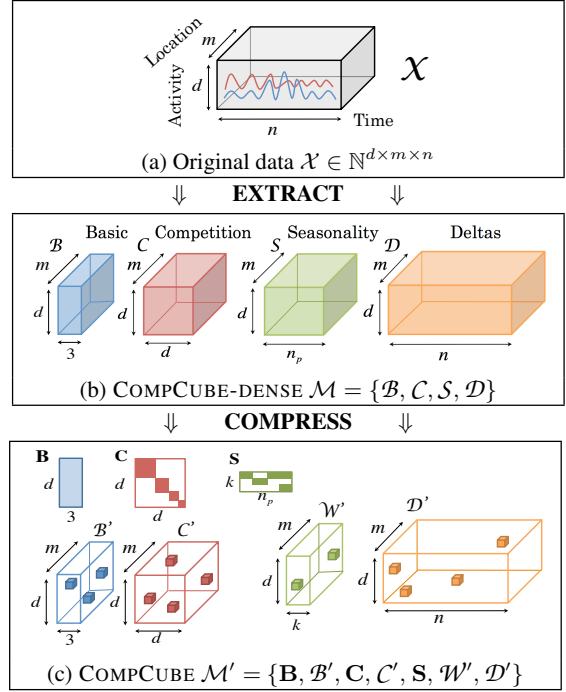 Location
m
Activity
d
n
Time
𝒳
(a) Original data 𝒳 ∈ ℕ^{d×m×n}
⇓ EXTRACT ⇓
ℬ Basic 𝒞 Competition 𝒮 Seasonality 𝒟 Deltas
m m m m
d d d d
3 d n_p n
(b) COMPCUBE-DENSE ℳ = {ℬ, 𝒞, 𝒮, 𝒟}
⇓ COMPRESS ⇓
B C S
d d k
3 d n_p
ℬ' 𝒞' 𝒲' 𝒟'
m m m m
d d d d
3 d k n
(c) COMPCUBE ℳ' = {B, ℬ', C, 𝒞', S, 𝒲', 𝒟'}